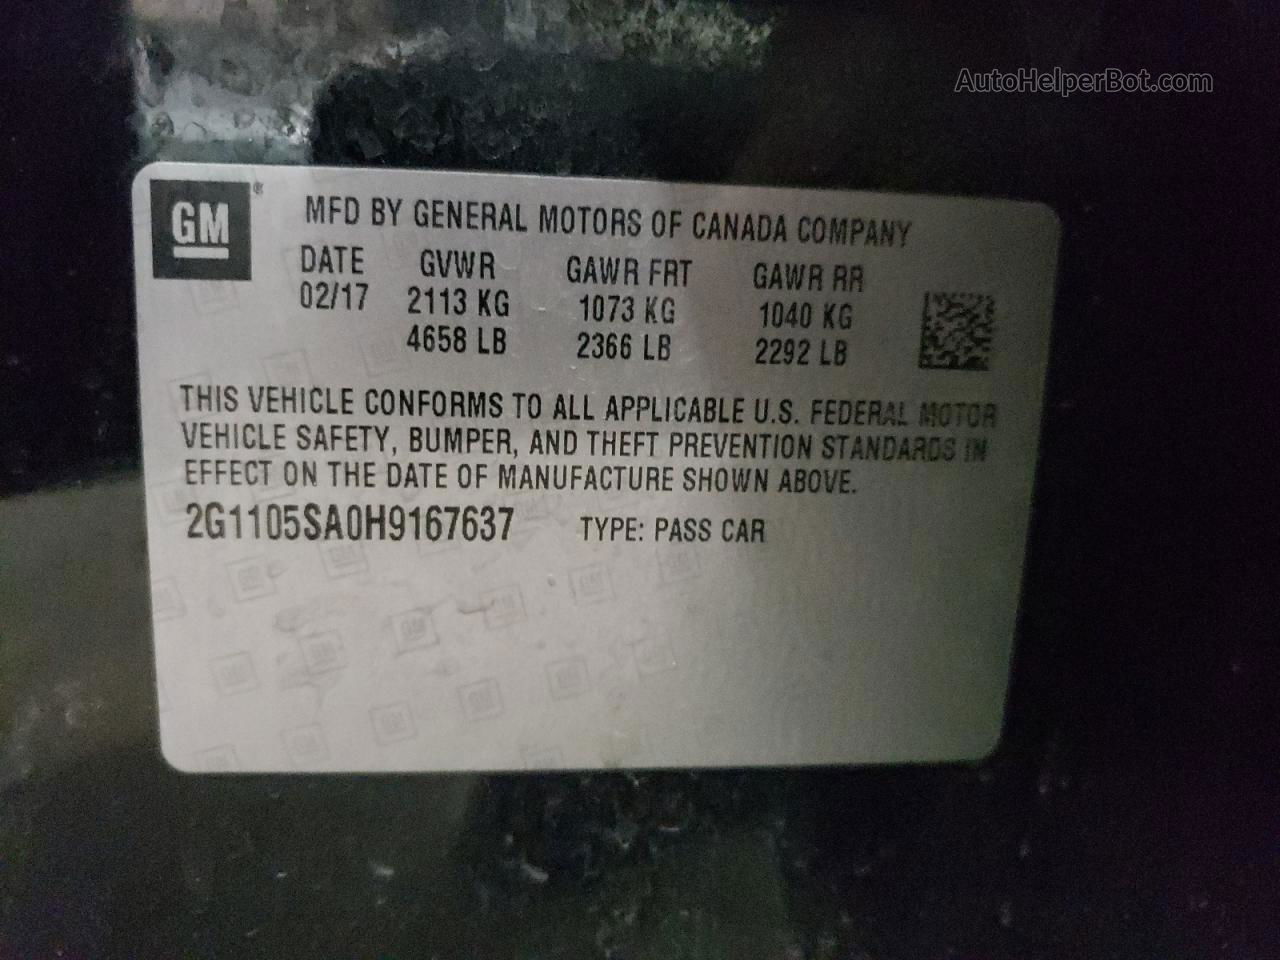 AutoHelperBot.com
GM®
MFD BY GENERAL MOTORS OF CANADA COMPANY
DATE GVWR GAWR FRT GAWR RR
02/17 2113 KG 1073 KG 1040 KG
4658 LB 2366 LB 2292 LB
THIS VEHICLE CONFORMS TO ALL APPLICABLE U.S. FEDERAL MOTOR
VEHICLE SAFETY, BUMPER, AND THEFT PREVENTION STANDARDS IN
EFFECT ON THE DATE OF MANUFACTURE SHOWN ABOVE.
2G1105SA0H9167637 TYPE: PASS CAR